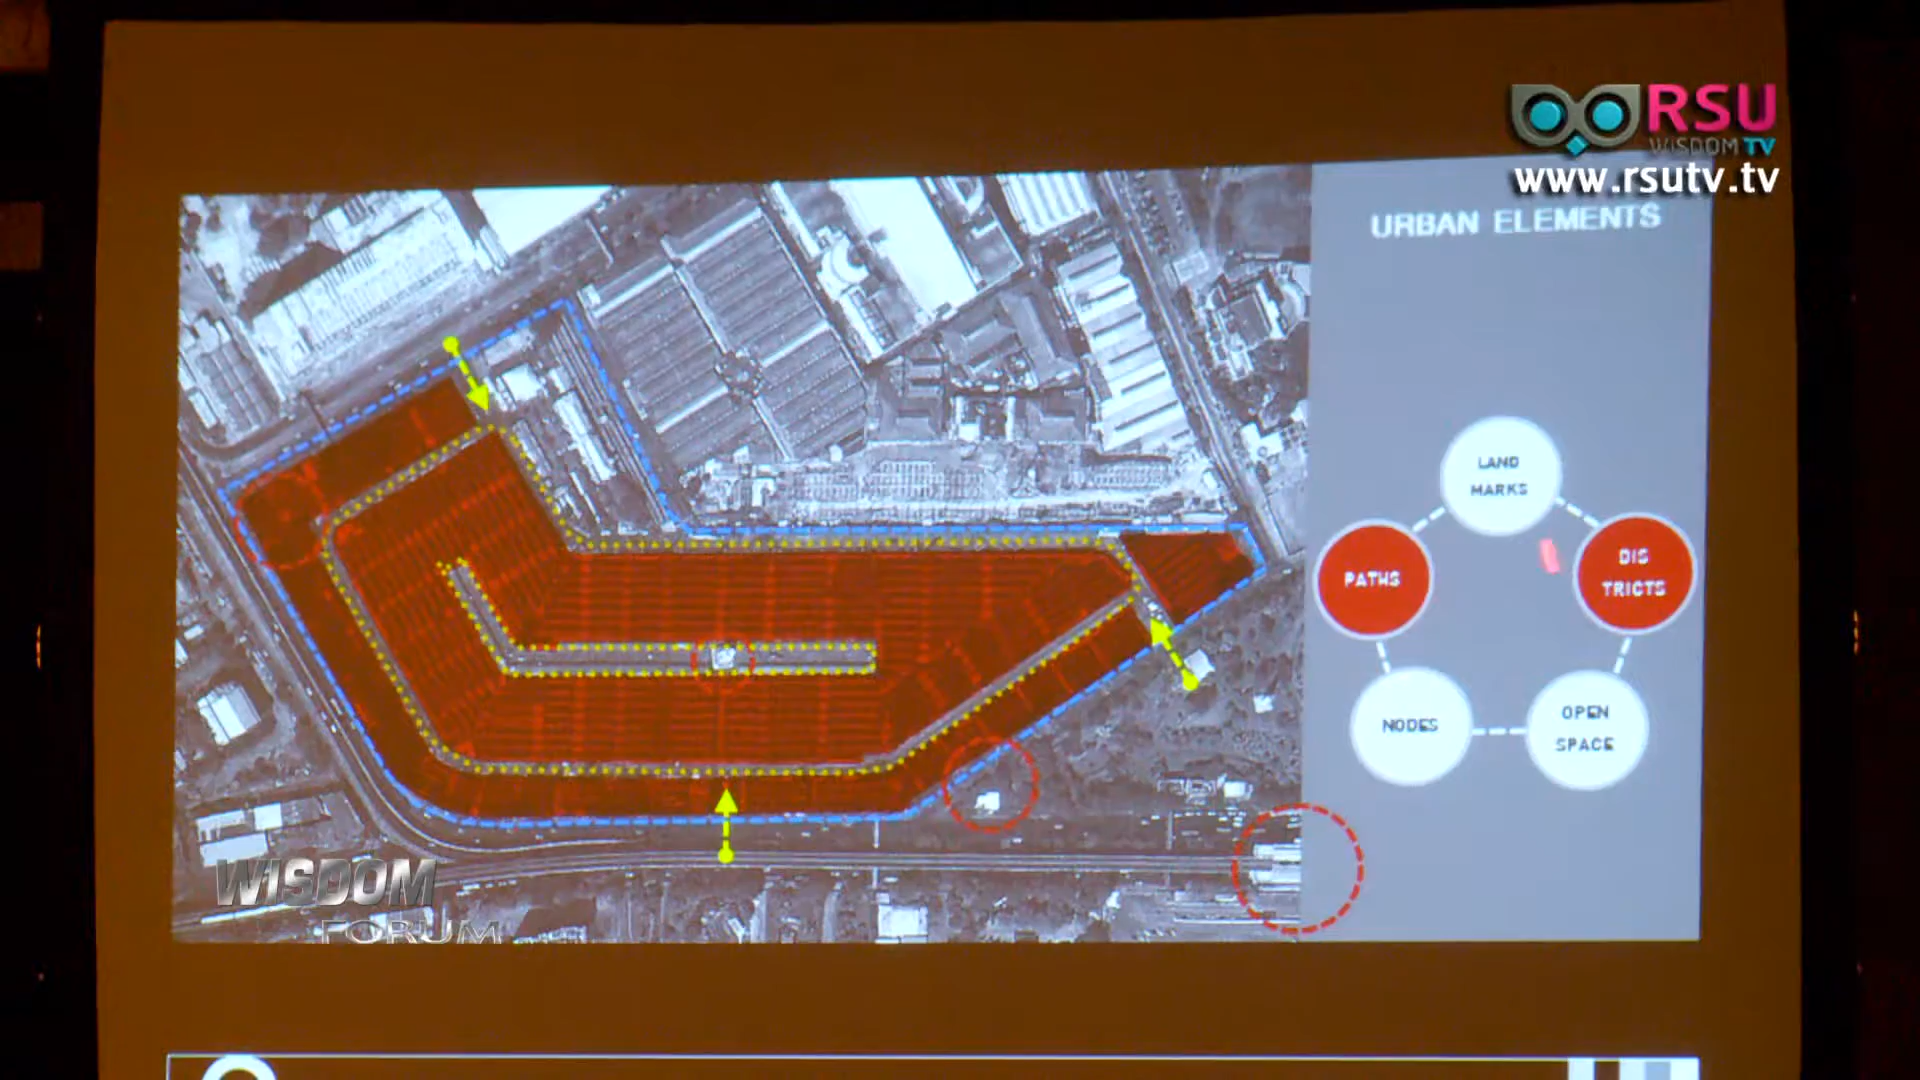 RSU
WISDOM TV
www.rsutv.tv
URBAN ELEMENTS
LAND
MARKS
PATHS
DIS
TRICTS
NODES
OPEN
SPACE
WISDOM
FORUM